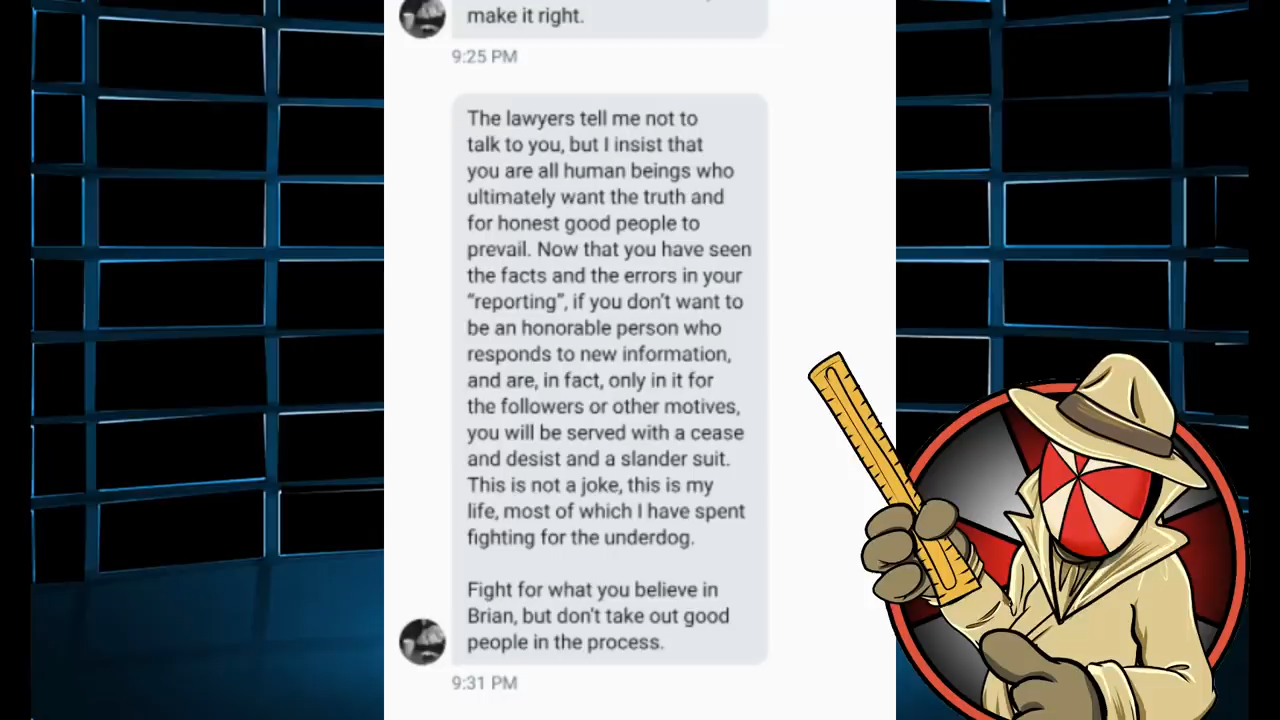 make it right.
9:25 PM
The lawyers tell me not to
talk to you, but I insist that
you are all human beings who
ultimately want the truth and
for honest good people to
prevail. Now that you have seen
the facts and the errors in your
“reporting”, if you don't want to
be an honorable person who
responds to new information,
and are, in fact, only in it for
the followers or other motives,
you will be served with a cease
and desist and a slander suit.
This is not a joke, this is my
life, most of which I have spent
fighting for the underdog.
Fight for what you believe in
Brian, but don't take out good
people in the process.
9:31 PM